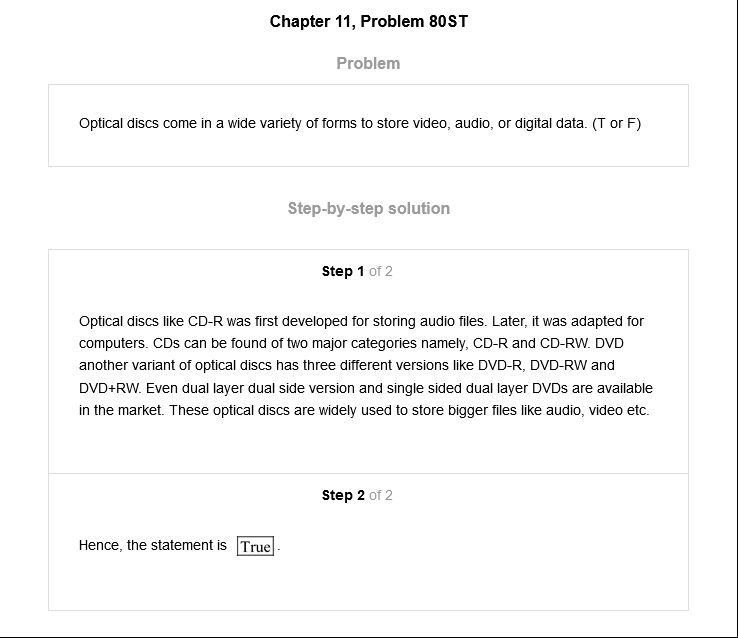 Chapter 11, Problem 80ST
Problem
Optical discs come in a wide variety of forms to store video, audio, or digital data. (T or F)
Step-by-step solution
Step 1 of 2
Optical discs like CD-R was first developed for storing audio files. Later, it was adapted for
computers. CDs can be found of two major categories namely, CD-R and CD-RW. DVD
another variant of optical discs has three different versions like DVD-R, DVD-RW and
DVD+RW. Even dual layer dual side version and single sided dual layer DVDs are available
in the market. These optical discs are widely used to store bigger files like audio, video etc.
Step 2 of 2
Hence, the statement is True .